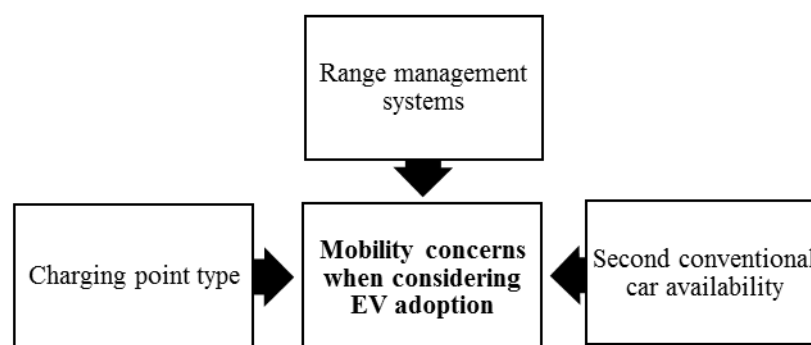 Range management
systems
Charging point type
Mobility concerns
when considering
EV adoption
Second conventional
car availability